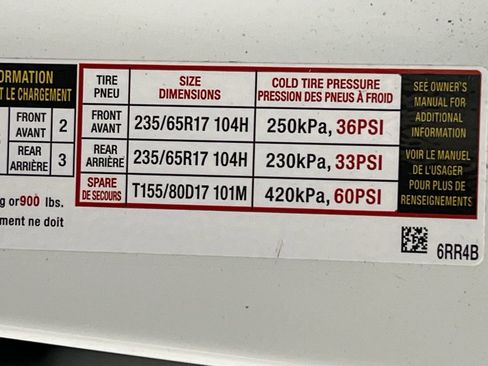 ORMATION
T LE CHARGEMENT
FRONT
AVANT 2
REAR
ARRIÈRE 3
g or 900 lbs.
ment ne doit
TIRE
PNEU
SIZE
DIMENSIONS
COLD TIRE PRESSURE
PRESSION DES PNEUS À FROID
FRONT
AVANT 235/65R17 104H 250kPa, 36PSI
REAR
ARRIÈRE 235/65R17 104H 230kPa, 33PSI
SPARE
DE SECOURS T155/80D17 101M 420kPa, 60PSI
SEE OWNER'S
MANUAL FOR
ADDITIONAL
INFORMATION
VOIR LE MANUEL
DE L'USAGER
POUR PLUS DE
RENSEIGNEMENTS
6RR4B